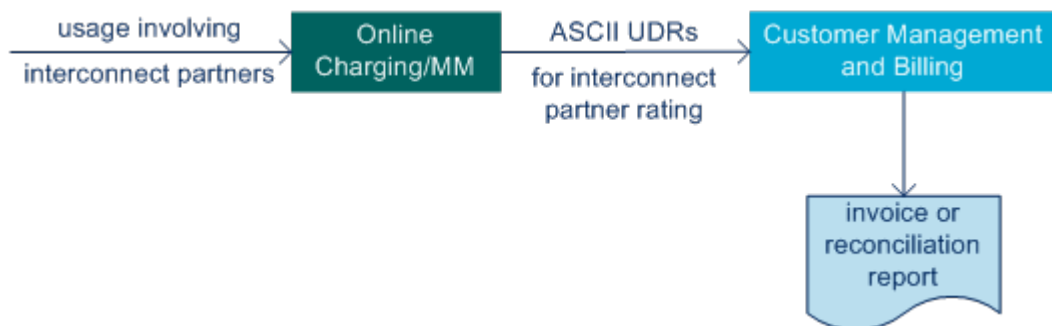 usage involving
interconnect partners
Online
Charging/MM
ASCII UDRs
for interconnect
partner rating
Customer Management
and Billing
invoice or
reconciliation
report